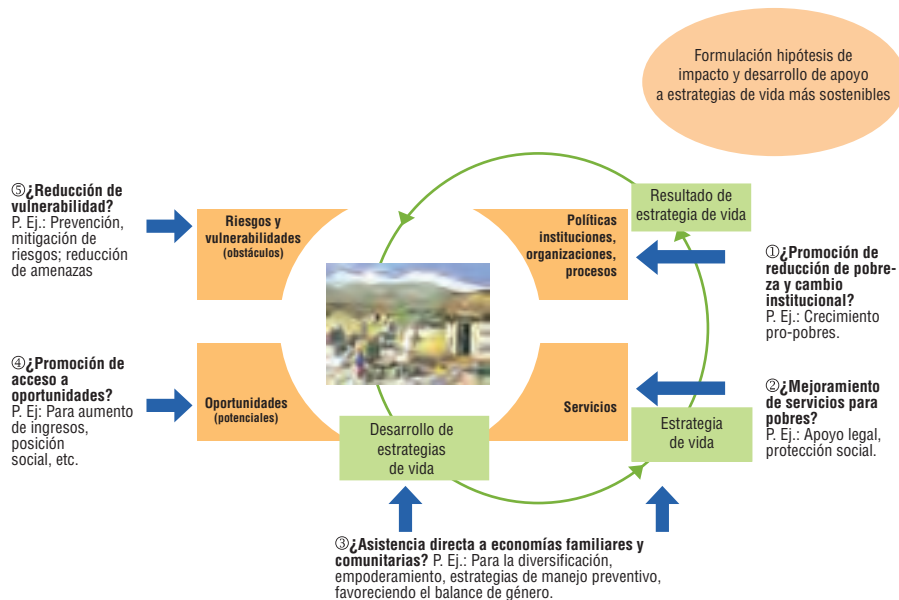 Formulación hipótesis de
impacto y desarrollo de apoyo
a estrategias de vida más sostenibles
⑤¿Reducción de
vulnerabilidad?
P. Ej.: Prevención,
mitigación de
riesgos; reducción
de amenazas
Riesgos y
vulnerabilidades
(obstáculos)
Políticas
instituciones,
organizaciones,
procesos
Resultado de
estrategia de vida
①¿Promoción de
reducción de pobre-
za y cambio
institucional?
P. Ej.: Crecimiento
pro-pobres.
④¿Promoción de
acceso a
oportunidades?
P. Ej: Para aumento
de ingresos,
posición
social, etc.
Oportunidades
(potenciales)
Servicios
②¿Mejoramiento
de servicios para
pobres?
P. Ej.: Apoyo legal,
protección social.
Desarrollo de
estrategias
de vida
Estrategia
de vida
③¿Asistencia directa a economías familiares y
comunitarias? P. Ej.: Para la diversificación,
empoderamiento, estrategias de manejo preventivo,
favoreciendo el balance de género.